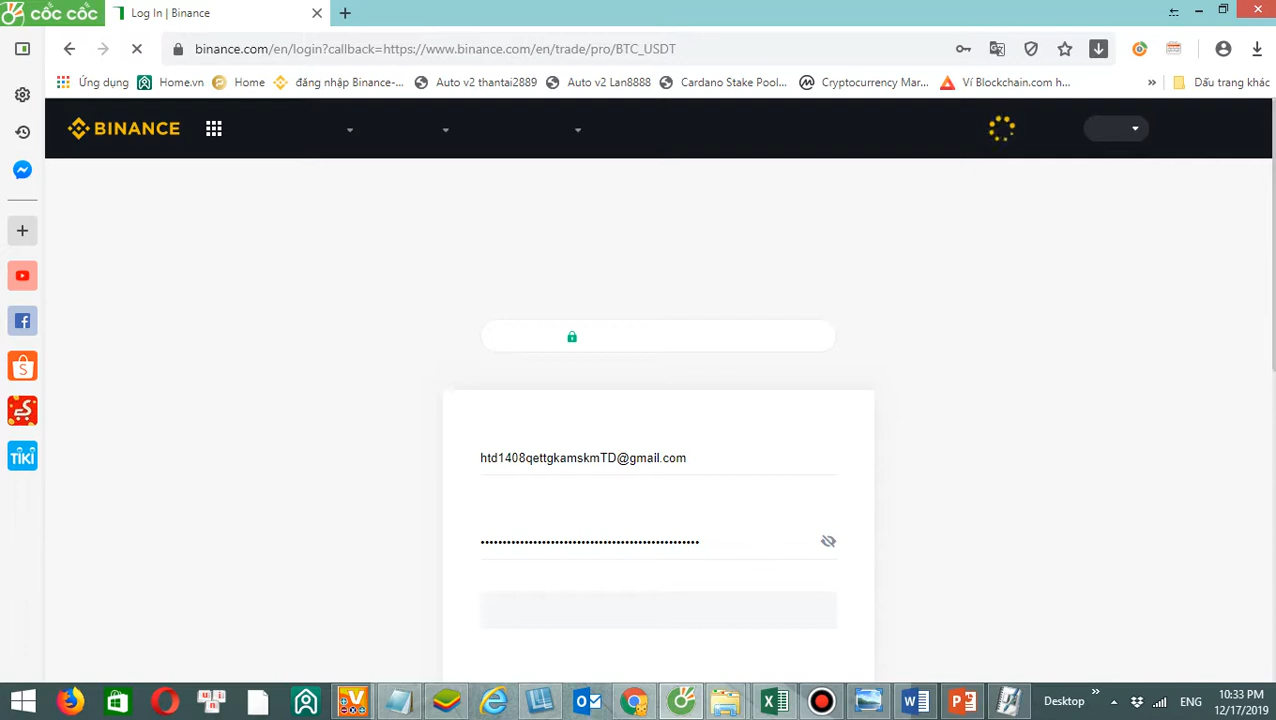 cốc cốc
Log In | Binance
binance.com/en/login?callback=https://www.binance.com/en/trade/pro/BTC_USDT
Ứng dụng
Home.vn
Home
đăng nhập Binance-...
Auto v2 thantai2889
Auto v2 Lan8888
Cardano Stake Pool...
Cryptocurrency Mar...
Ví Blockchain.com h...
»
Dấu trang khác
BINANCE
htd1408qettgkamskmTD@gmail.com
TIKI
Desktop
ENG
10:33 PM
12/17/2019